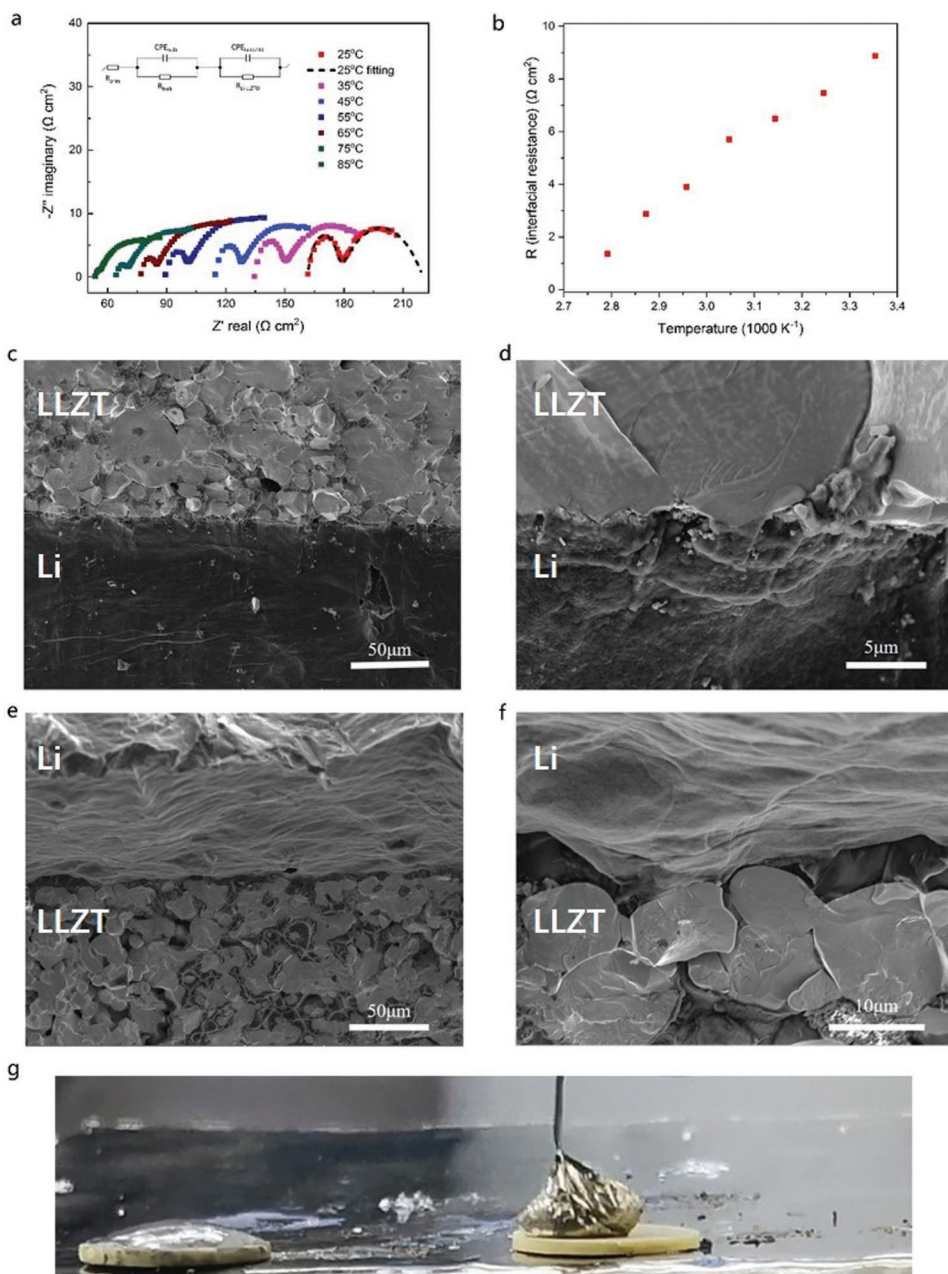 a
-Z'' imaginary (Ω cm²)
40
30
20
10
0
60 90 120 150 180 210
Z' real (Ω cm²)
25°C
25°C fitting
35°C
45°C
55°C
65°C
75°C
85°C
b
R (interfacial resistance) (Ω cm²)
10
8
6
4
2
0
2.7 2.8 2.9 3.0 3.1 3.2 3.3 3.4
Temperature (1000 K⁻¹)
c
LLZT
Li
50μm
d
LLZT
Li
5μm
e
Li
LLZT
50μm
f
Li
LLZT
10μm
g